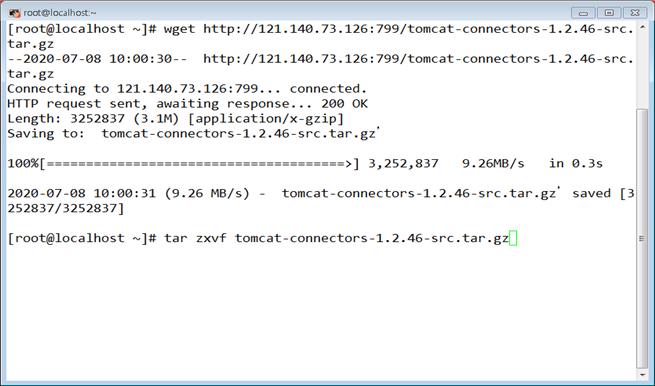 root@localhost:~
[root@localhost ~]# wget http://121.140.73.126:799/tomcat-connectors-1.2.46-src.
tar.gz
--2020-07-08 10:00:30--  http://121.140.73.126:799/tomcat-connectors-1.2.46-src.
tar.gz
Connecting to 121.140.73.126:799... connected.
HTTP request sent, awaiting response... 200 OK
Length: 3252837 (3.1M) [application/x-gzip]
Saving to:  tomcat-connectors-1.2.46-src.tar.gz'
100%[======================================>] 3,252,837   9.26MB/s   in 0.3s
2020-07-08 10:00:31 (9.26 MB/s) -  tomcat-connectors-1.2.46-src.tar.gz' saved [3
252837/3252837]
[root@localhost ~]# tar zxvf tomcat-connectors-1.2.46-src.tar.gz